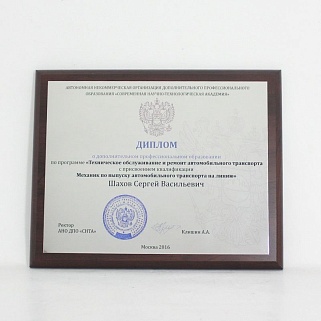 АВТОНОМНАЯ НЕКОММЕРЧЕСКАЯ ОРГАНИЗАЦИЯ ДОПОЛНИТЕЛЬНОГО ПРОФЕССИОНАЛЬНОГО
ОБРАЗОВАНИЯ «СОВРЕМЕННАЯ НАУЧНО-ТЕХНОЛОГИЧЕСКАЯ АКАДЕМИЯ»
ДИПЛОМ
о дополнительном профессиональном образовании
по программе «Техническое обслуживание и ремонт автомобильного транспорта
с присвоением квалификации
Механик по выпуску автомобильного транспорта на линию»
Шахов Сергей Васильевич
Ректор
АНО ДПО «СНТА»
Клишин А.А.
Москва 2016